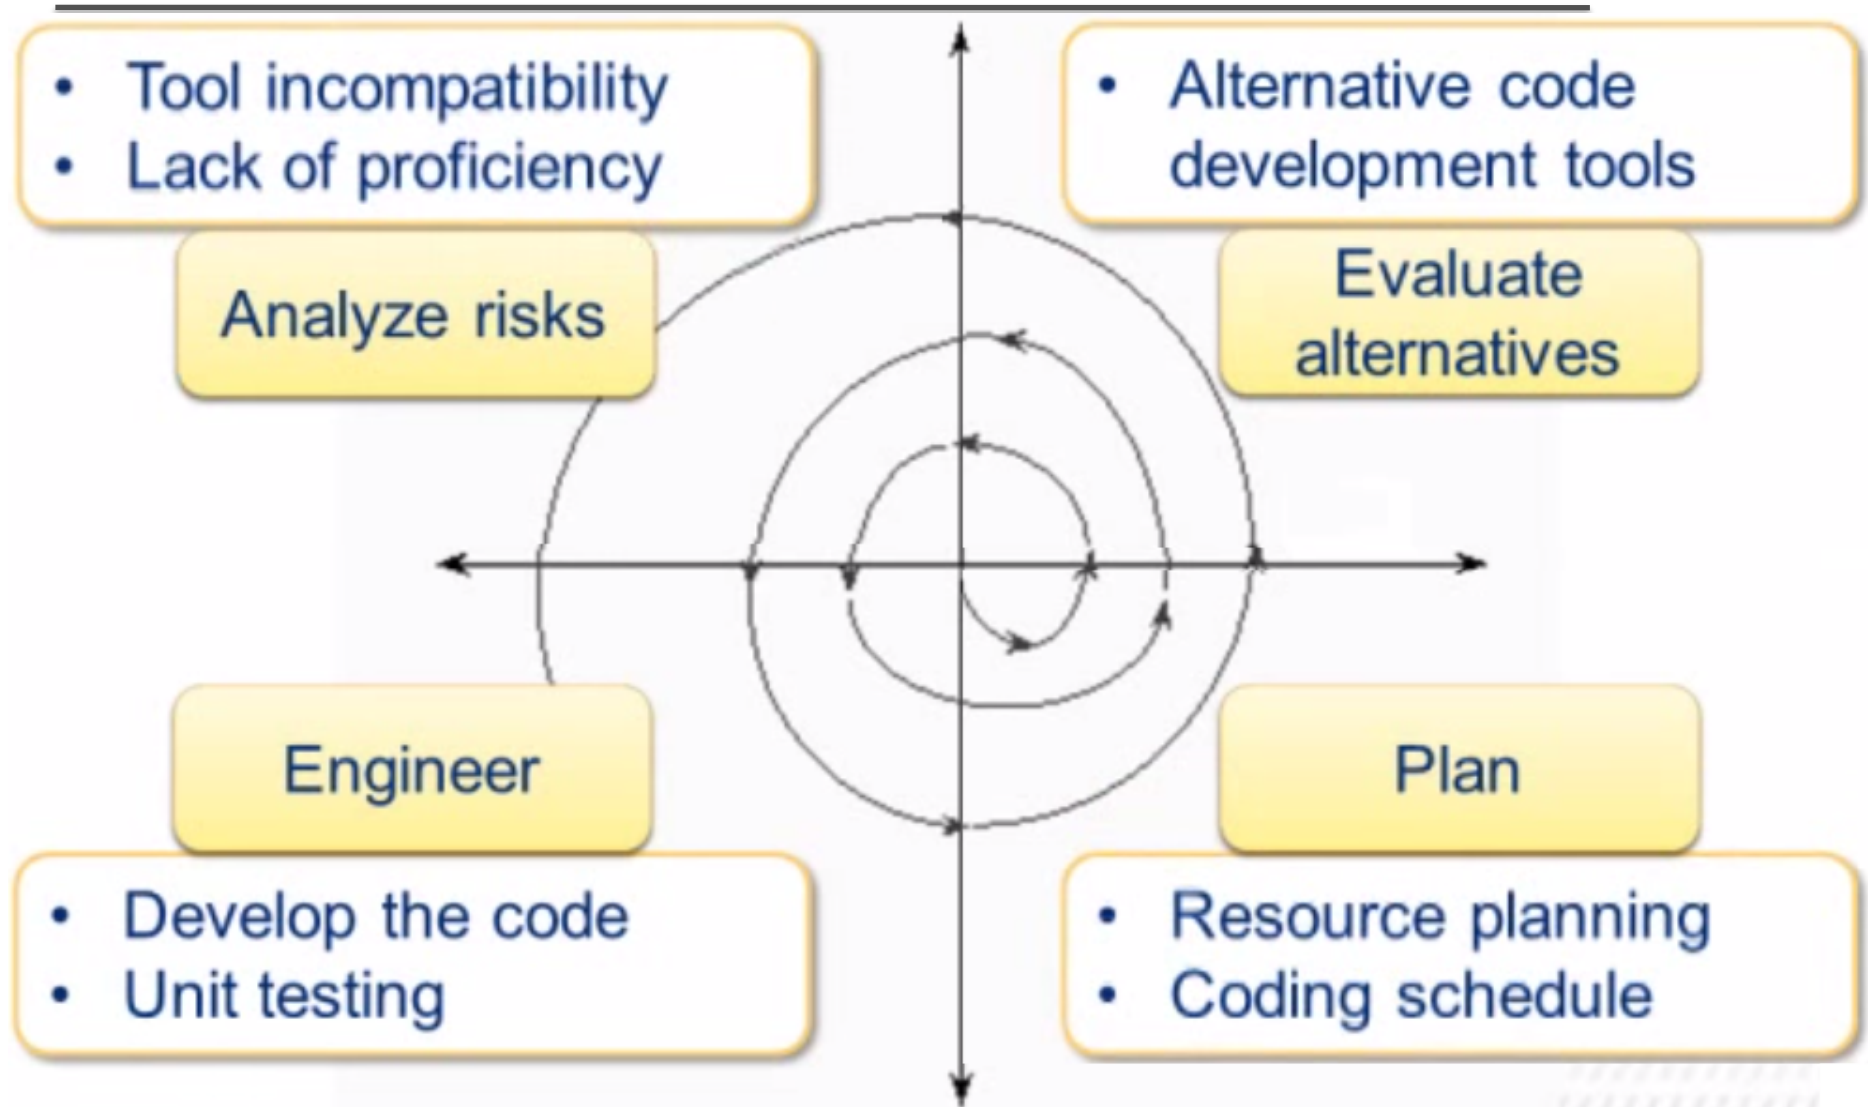 • Tool incompatibility
• Lack of proficiency
Analyze risks
• Alternative code
development tools
Evaluate
alternatives
Engineer
• Develop the code
• Unit testing
Plan
• Resource planning
• Coding schedule